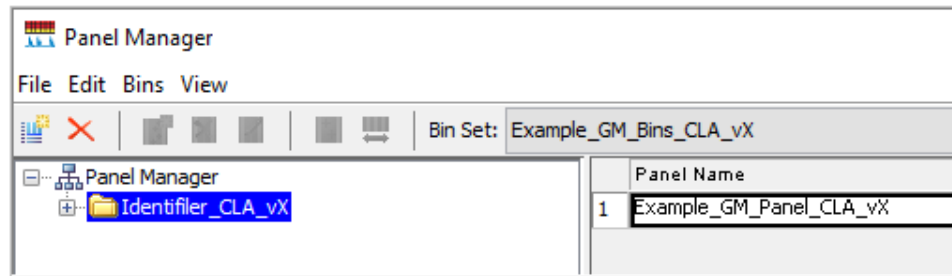 Panel Manager
File Edit Bins View
Bin Set: Example_GM_Bins_CLA_vX
Panel Manager
Identifiler_CLA_vX
Panel Name
1 Example_GM_Panel_CLA_vX